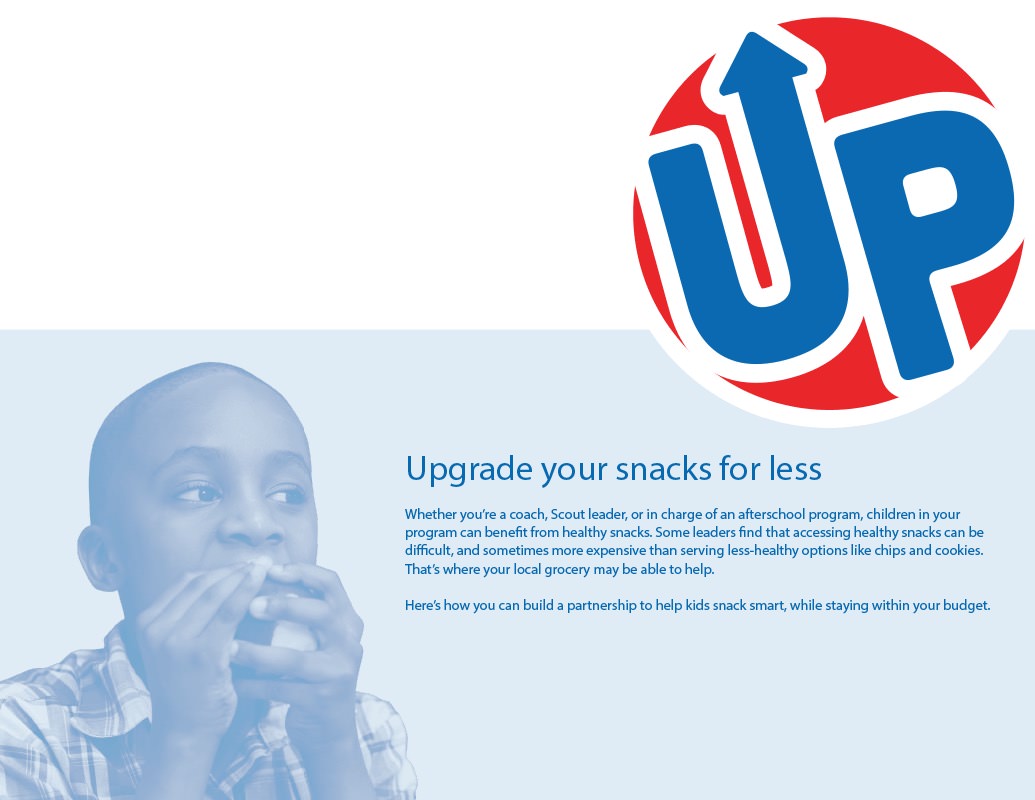 UP
Upgrade your snacks for less
Whether you’re a coach, Scout leader, or in charge of an afterschool program, children in your
program can benefit from healthy snacks. Some leaders find that accessing healthy snacks can be
difficult, and sometimes more expensive than serving less-healthy options like chips and cookies.
That’s where your local grocery may be able to help.
Here’s how you can build a partnership to help kids snack smart, while staying within your budget.